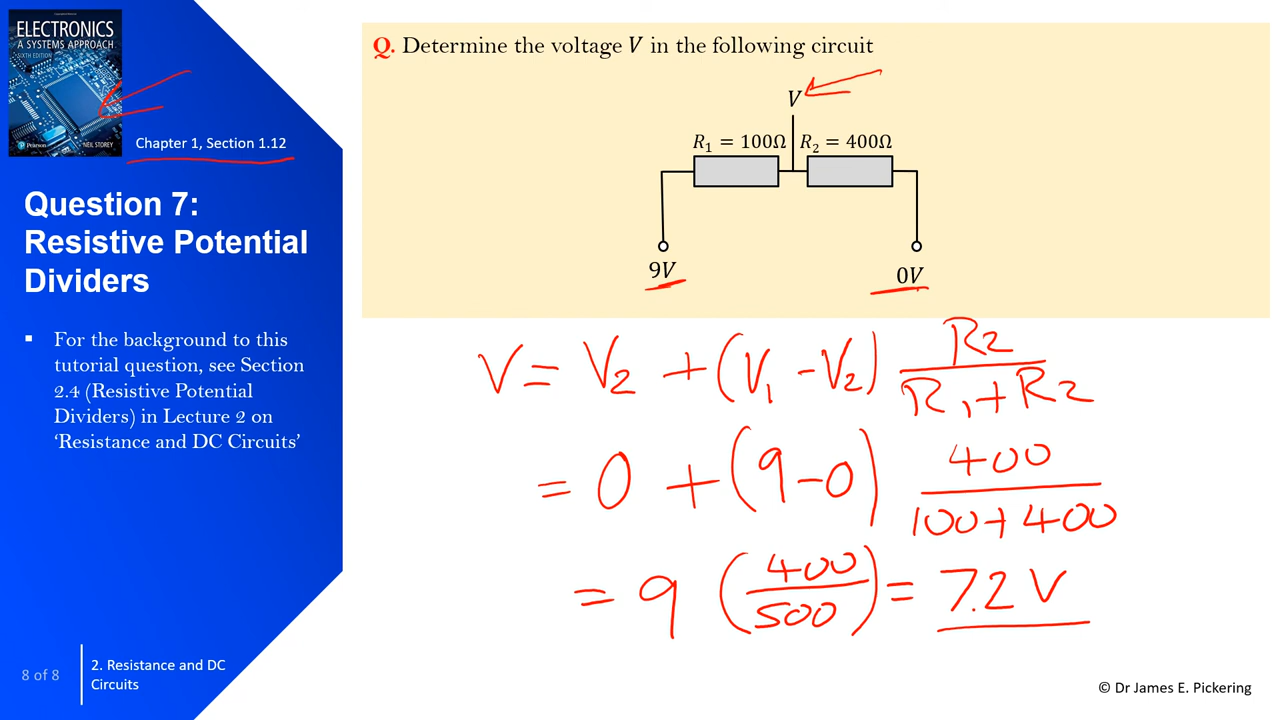 ELECTRONICS
A SYSTEMS APPROACH
SIXTH EDITION
Pearson
NEIL STOREY
Chapter 1, Section 1.12
Question 7:
Resistive Potential
Dividers
▪ For the background to this
tutorial question, see Section
2.4 (Resistive Potential
Dividers) in Lecture 2 on
‘Resistance and DC Circuits’
8 of 8
2. Resistance and DC
Circuits
Q. Determine the voltage V in the following circuit
V
R₁ = 100Ω R₂ = 400Ω
9V 0V
V = V₂ + (V₁ - V₂) R₂ / (R₁ + R₂)
= 0 + (9 - 0) 400 / (100 + 400)
= 9 (400/500) = 7.2 V
© Dr James E. Pickering